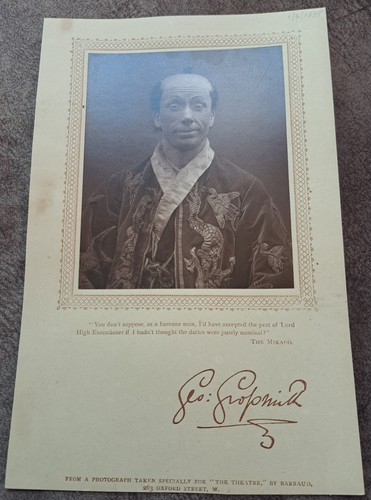 "You don't suppose, as a humane man, I'd have accepted the post of 'Lord
High Executioner if I hadn't thought the duties were purely nominal?"
THE MIKADO.
Geo: Grossmith
FROM A PHOTOGRAPH TAKEN SPECIALLY FOR "THE THEATRE," BY BARRAUD,
263 OXFORD STREET, W.